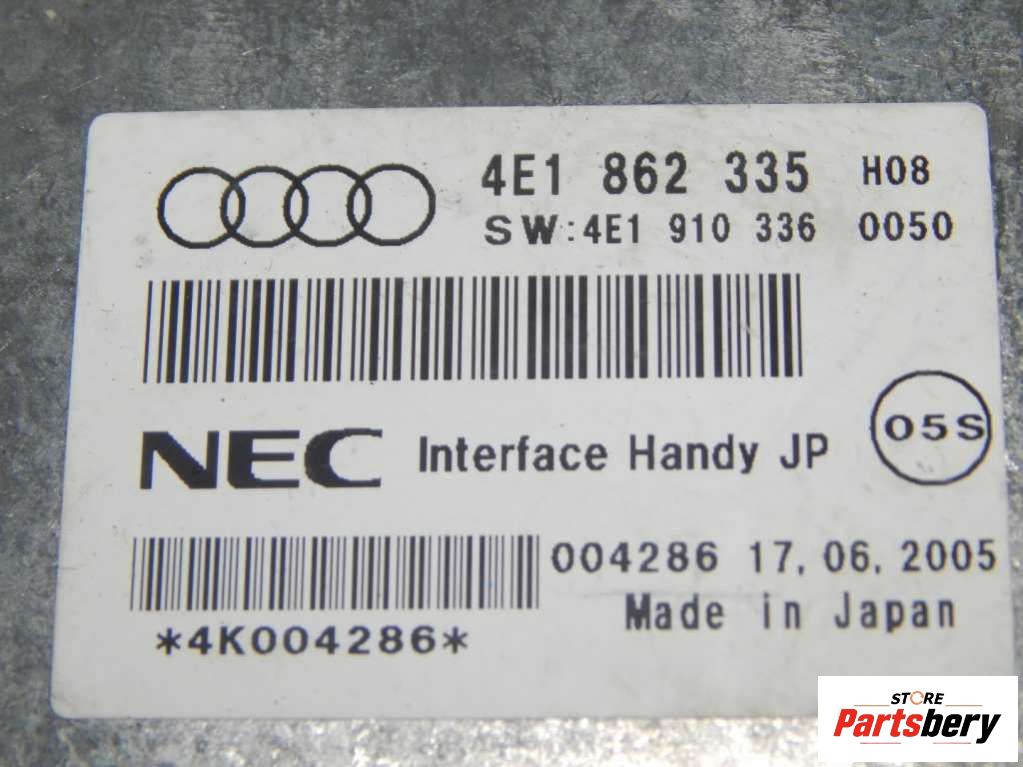 4E1 862 335 H08
SW:4E1 910 336 0050
NEC Interface Handy JP 05S
004286 17.06.2005
*4K004286*
Made in Japan
STORE
Partsbery